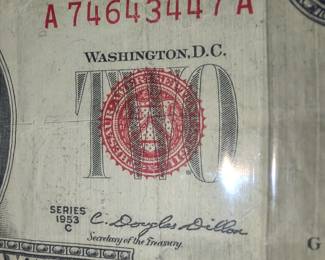 A 74643447 A
WASHINGTON, D.C.
TWO
SERIES
1953
C
C. Douglas Dillon
Secretary of the Treasury.
G